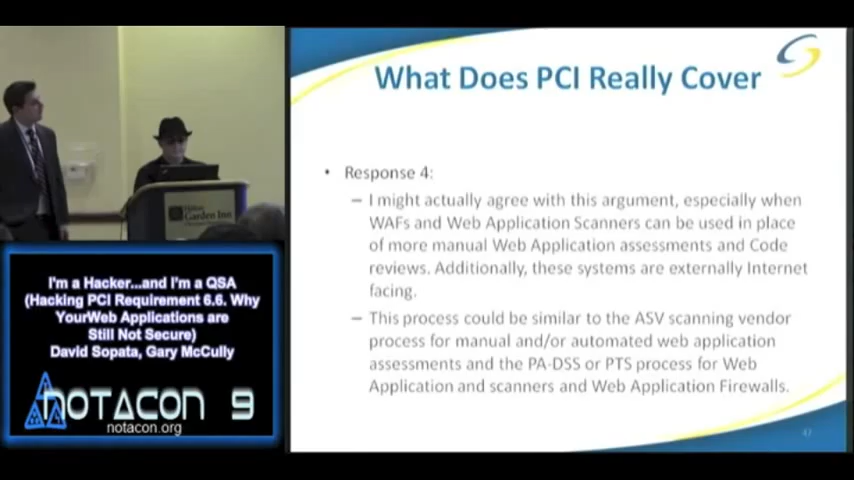 What Does PCI Really Cover
• Response 4:
– I might actually agree with this argument, especially when
WAFs and Web Application Scanners can be used in place
of more manual Web Application assessments and Code
reviews. Additionally, these systems are externally Internet
facing.
– This process could be similar to the ASV scanning vendor
process for manual and/or automated web application
assessments and the PA-DSS or PTS process for Web
Application and scanners and Web Application Firewalls.
47
Hilton
Garden Inn
I'm a Hacker...and I'm a QSA
(Hacking PCI Requirement 6.6. Why
YourWeb Applications are
Still Not Secure)
David Sopata, Gary McCully
NOTACON 9
notacon.org